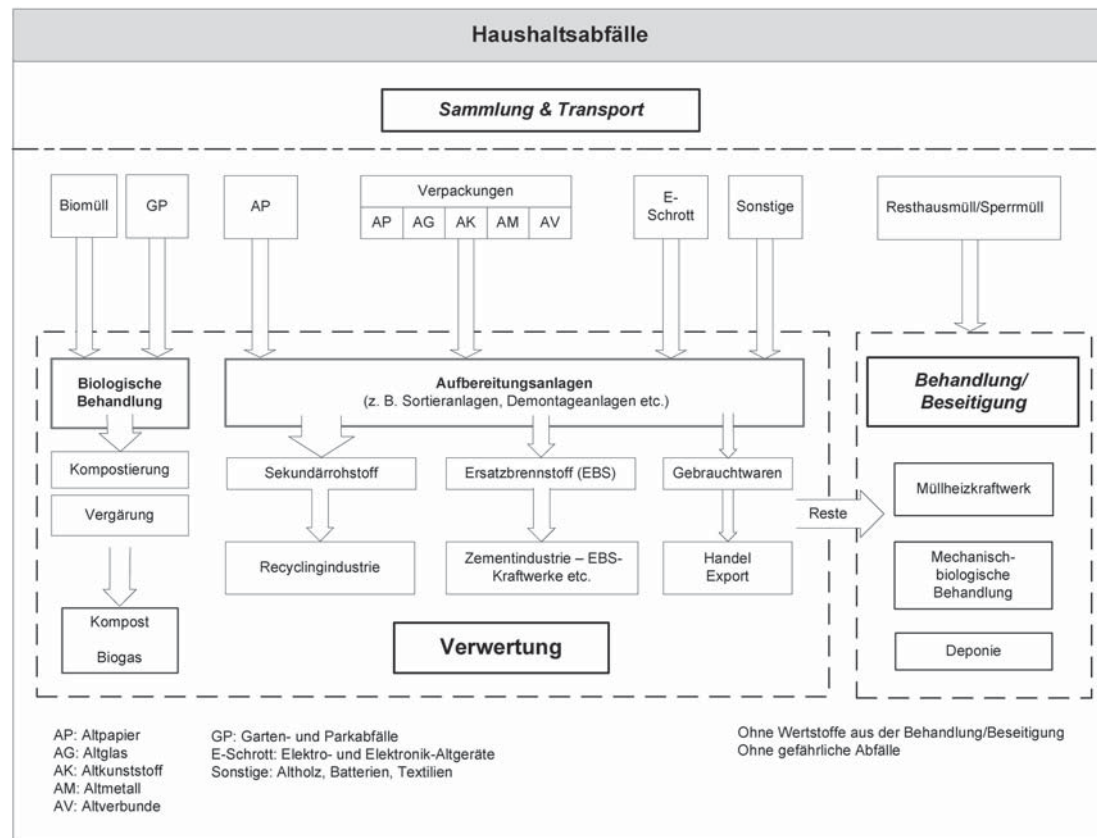 Haushaltsabfälle
Sammlung & Transport
Biomüll
GP
AP
Verpackungen
AP AG AK AM AV
E-
Schrott
Sonstige
Resthausmüll/Sperrmüll
Biologische
Behandlung
Aufbereitungsanlagen
(z. B. Sortieranlagen, Demontageanlagen etc.)
Behandlung/
Beseitigung
Kompostierung
Vergärung
Sekundärrohstoff
Ersatzbrennstoff (EBS)
Gebrauchtwaren
Reste
Müllheizkraftwerk
Recyclingindustrie
Zementindustrie – EBS-
Kraftwerke etc.
Handel
Export
Mechanisch-
biologische
Behandlung
Kompost
Biogas
Verwertung
Deponie
AP: Altpapier
AG: Altglas
AK: Altkunststoff
AM: Altmetall
AV: Altverbunde
GP: Garten- und Parkabfälle
E-Schrott: Elektro- und Elektronik-Altgeräte
Sonstige: Altholz, Batterien, Textilien
Ohne Wertstoffe aus der Behandlung/Beseitigung
Ohne gefährliche Abfälle